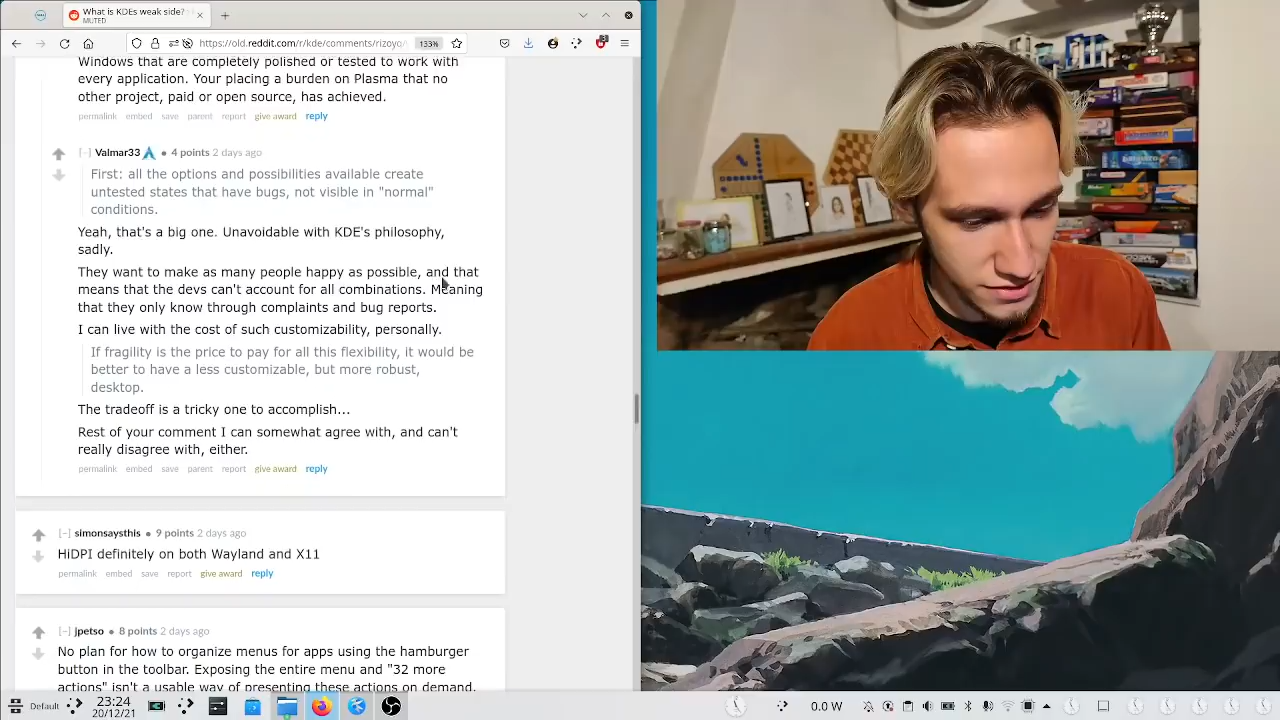 What is KDEs weak side?
MUTED
https://old.reddit.com/r/kde/comments/rizoyo/
133%
Windows that are completely polished or tested to work with
every application. Your placing a burden on Plasma that no
other project, paid or open source, has achieved.
permalink embed save parent report give award reply
[-] Valmar33 • 4 points 2 days ago
First: all the options and possibilities available create
untested states that have bugs, not visible in "normal"
conditions.
Yeah, that's a big one. Unavoidable with KDE's philosophy,
sadly.
They want to make as many people happy as possible, and that
means that the devs can't account for all combinations. Meaning
that they only know through complaints and bug reports.
I can live with the cost of such customizability, personally.
If fragility is the price to pay for all this flexibility, it would be
better to have a less customizable, but more robust,
desktop.
The tradeoff is a tricky one to accomplish...
Rest of your comment I can somewhat agree with, and can't
really disagree with, either.
permalink embed save parent report give award reply
[-] simonsaysthis • 9 points 2 days ago
HiDPI definitely on both Wayland and X11
permalink embed save report give award reply
[-] jpetso • 8 points 2 days ago
No plan for how to organize menus for apps using the hamburger
button in the toolbar. Exposing the entire menu and "32 more
actions" isn't a usable way of presenting these actions on demand.
Default
23:24
20/12/21
0.0 W